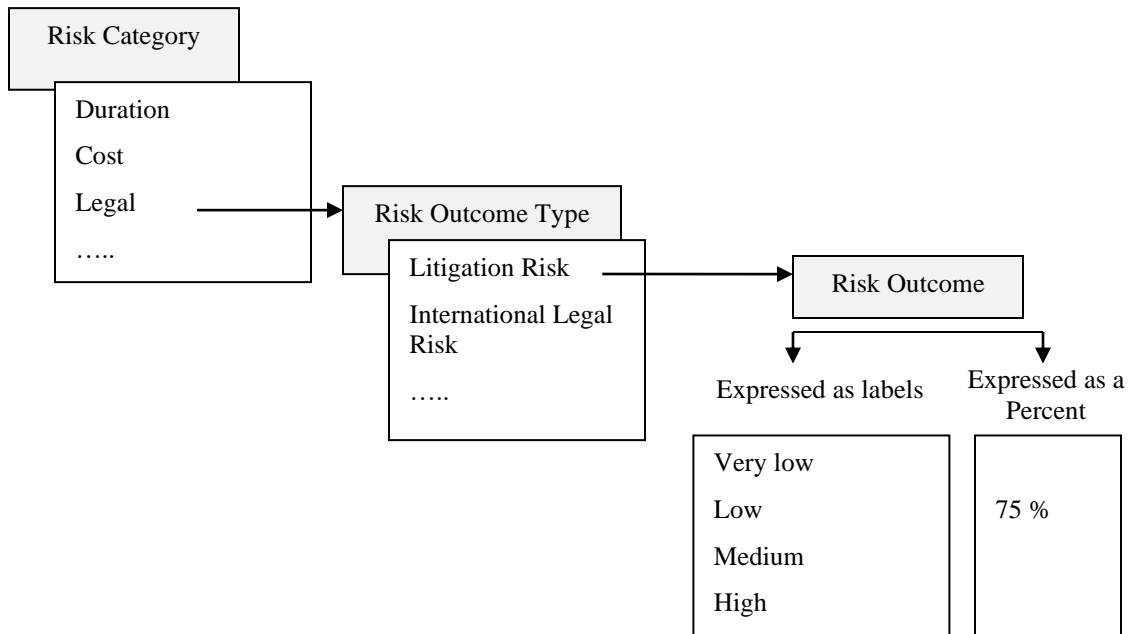 Risk Category
Duration
Cost
Legal
…..
Risk Outcome Type
Litigation Risk
International Legal
Risk
…..
Risk Outcome
Expressed as labels
Expressed as a
Percent
Very low
Low
Medium
High
75 %